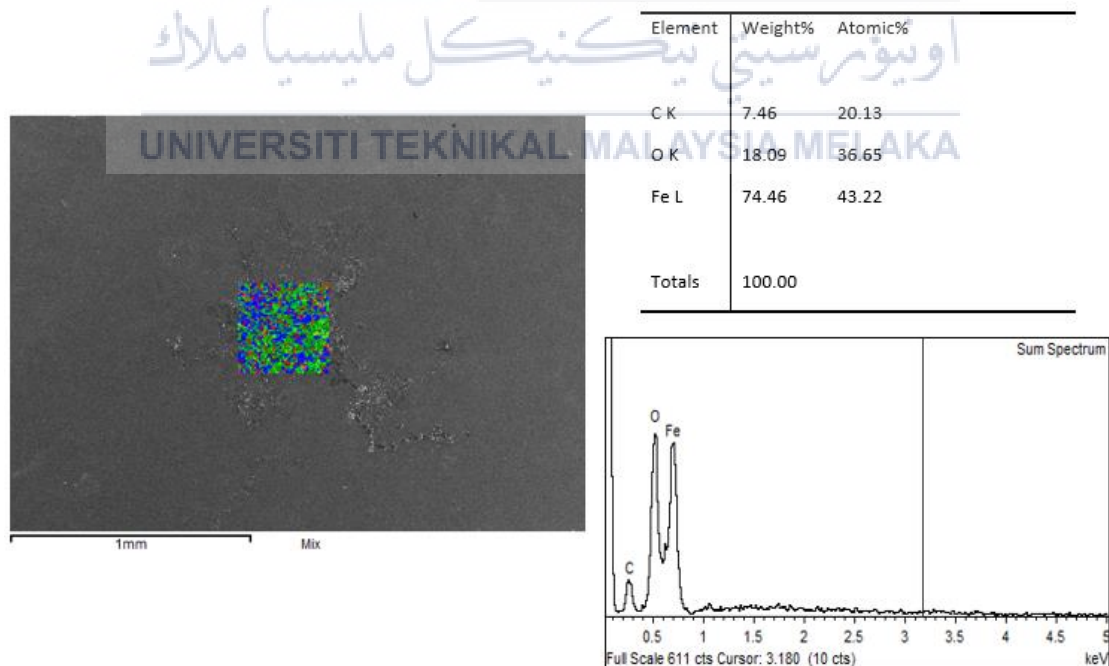 اونيۏرسيتي تيكنيكل مليسيا ملاك
UNIVERSITI TEKNIKAL MALAYSIA MELAKA
Element Weight% Atomic%
C K 7.46 20.13
O K 18.09 36.65
Fe L 74.46 43.22
Totals 100.00
1mm Mix
Sum Spectrum
O
Fe
C
0.5 1 1.5 2 2.5 3 3.5 4 4.5 5
Full Scale 611 cts Cursor: 3.180 (10 cts) keV